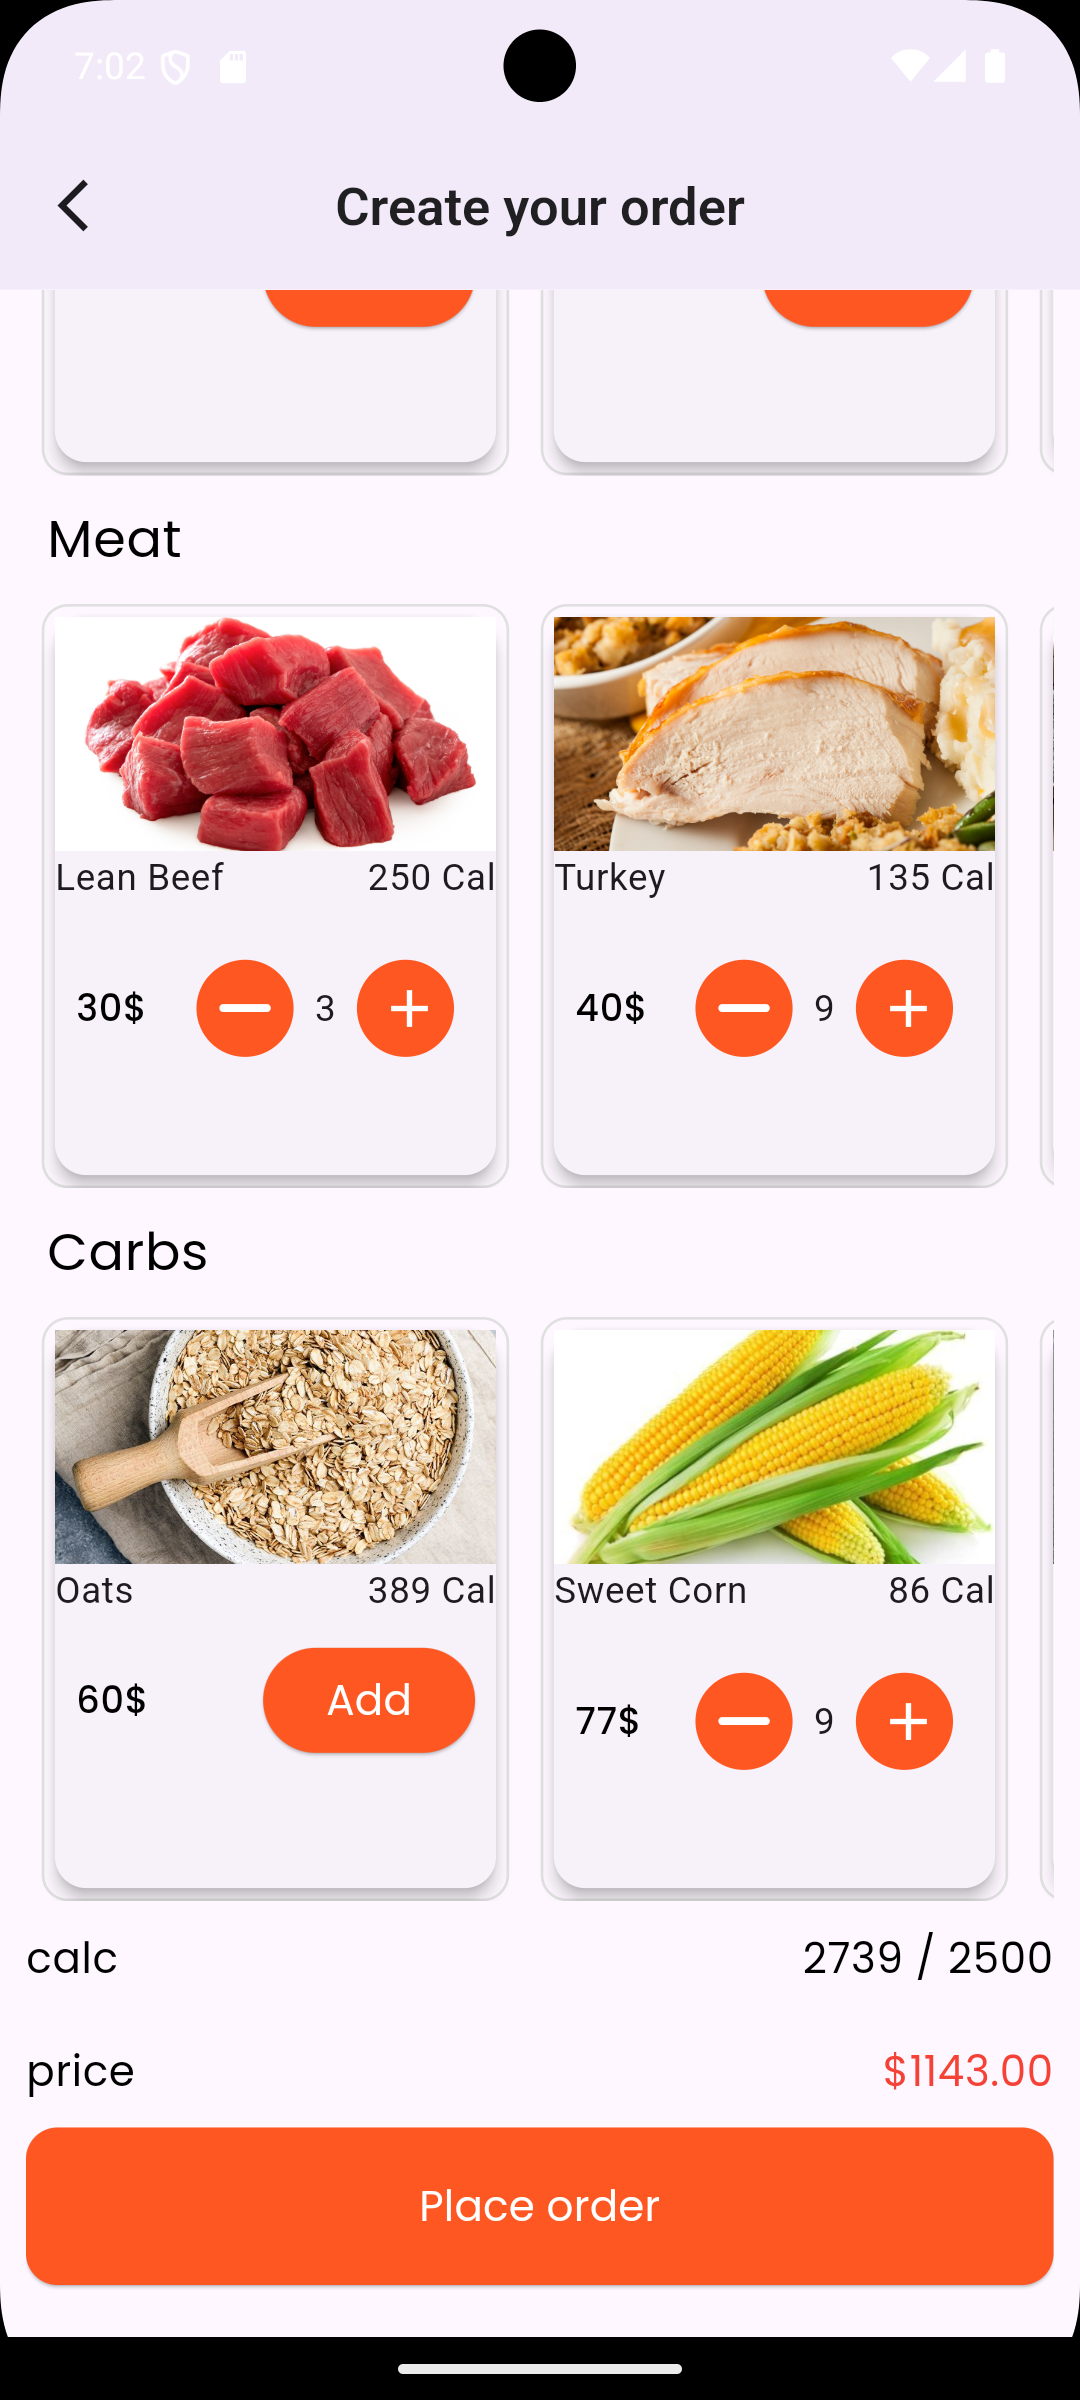 7:02
Create your order
Meat
Lean Beef 250 Cal
30$ 3
Turkey 135 Cal
40$ 9
Carbs
Oats 389 Cal
60$ Add
Sweet Corn 86 Cal
77$ 9
calc 2739 / 2500
price $1143.00
Place order